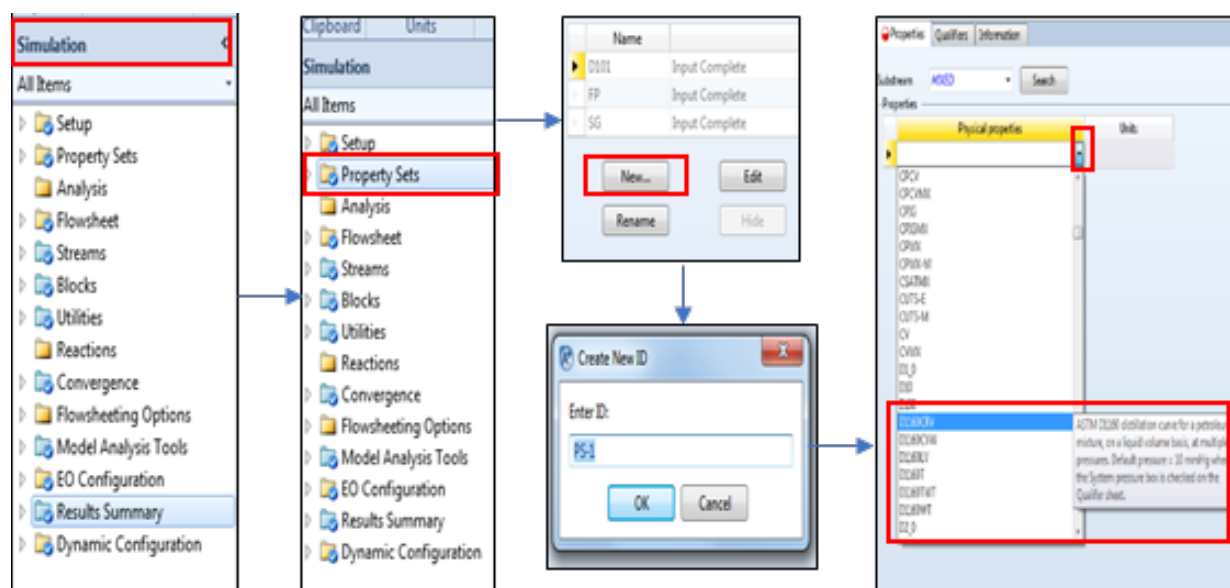 Simulation
All Items
Setup
Property Sets
Analysis
Flowsheet
Streams
Blocks
Utilities
Reactions
Convergence
Flowsheeting Options
Model Analysis Tools
EO Configuration
Results Summary
Dynamic Configuration
Clipboard Units
Simulation
All Items
Setup
Property Sets
Analysis
Flowsheet
Streams
Blocks
Utilities
Reactions
Convergence
Flowsheeting Options
Model Analysis Tools
EO Configuration
Results Summary
Dynamic Configuration
Name
D101 Input Complete
FP Input Complete
SG Input Complete
New... Edit
Rename Hide
Create New ID
Enter ID:
PS-1
OK Cancel
Properties Qualifiers Information
Substream MIXED Search
Properties
Physical properties Units
CPCV
CPCVMX
CPIG
CPIGMX
CPMX
CSATMX
CUTS-E
CUTS-M
CV
CVMX
D1160CRV
D1160CVW
D1160LV
D1160T
D1160TWT
D1160WT
ASTM D1160 distillation curve for a petroleum
mixture, on a liquid volume basis, at multiple
pressures. Default pressure = 10 mmHg when
the System pressure box is checked on the
Qualifier sheet.